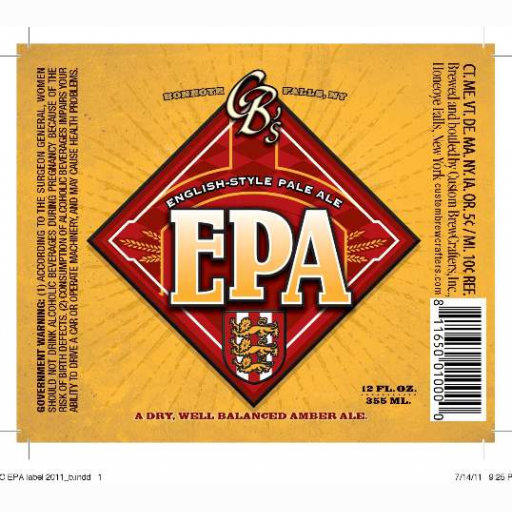 HONEOYE FALLS, NY
CB's
ENGLISH-STYLE PALE ALE
EPA
A DRY, WELL BALANCED AMBER ALE.
12 FL. OZ.
355 ML.
GOVERNMENT WARNING: (1) ACCORDING TO THE SURGEON GENERAL, WOMEN
SHOULD NOT DRINK ALCOHOLIC BEVERAGES DURING PREGNANCY BECAUSE OF THE
RISK OF BIRTH DEFECTS. (2) CONSUMPTION OF ALCOHOLIC BEVERAGES IMPAIRS YOUR
ABILITY TO DRIVE A CAR OR OPERATE MACHINERY, AND MAY CAUSE HEALTH PROBLEMS.
CT, ME, VT, DE, MA, NY, IA, OR, 5¢ / MI, 10¢ REF.
Brewed and bottled by Custom BrewCrafters, Inc.
Honeoye Falls, New York custombrewcrafters.com
8 11650 01000 0
C EPA label 2011_b.indd 1
7/14/11 9:25 P